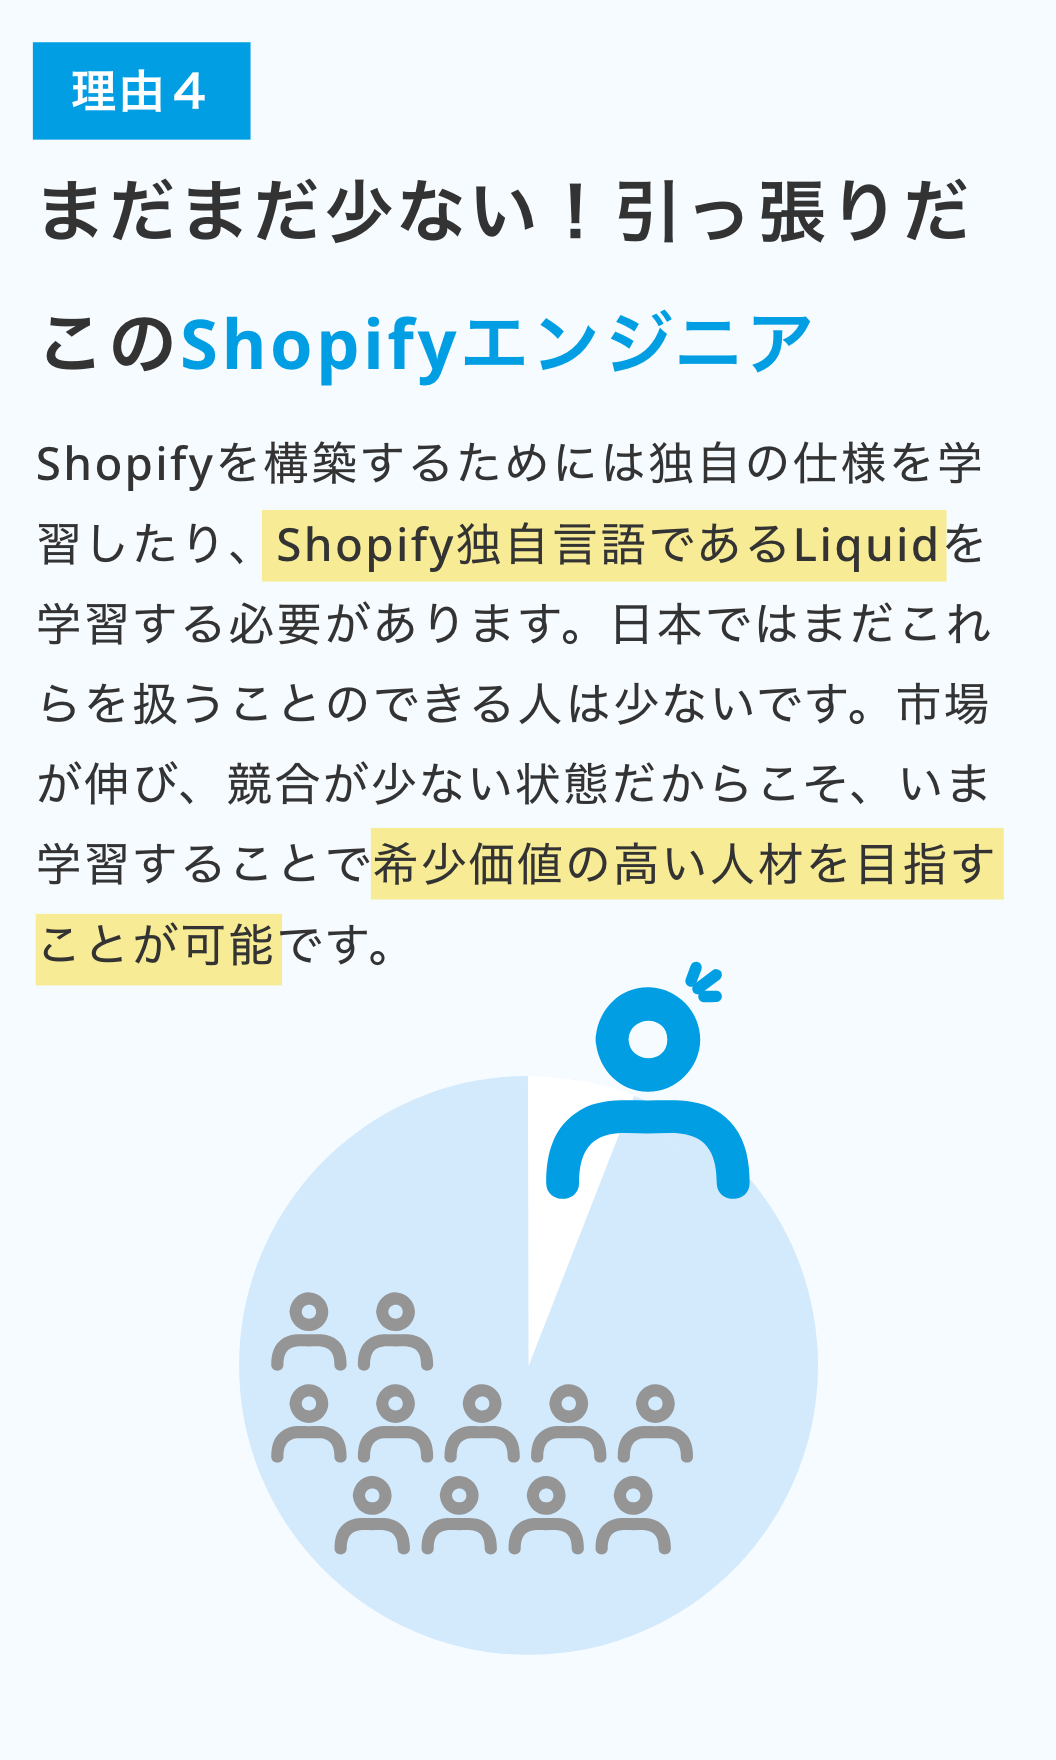 理由４
まだまだ少ない！引っ張りだ
このShopifyエンジニア
Shopifyを構築するためには独自の仕様を学
習したり、Shopify独自言語であるLiquidを
学習する必要があります。日本ではまだこれ
らを扱うことのできる人は少ないです。市場
が伸び、競合が少ない状態だからこそ、いま
学習することで希少価値の高い人材を目指す
ことが可能です。